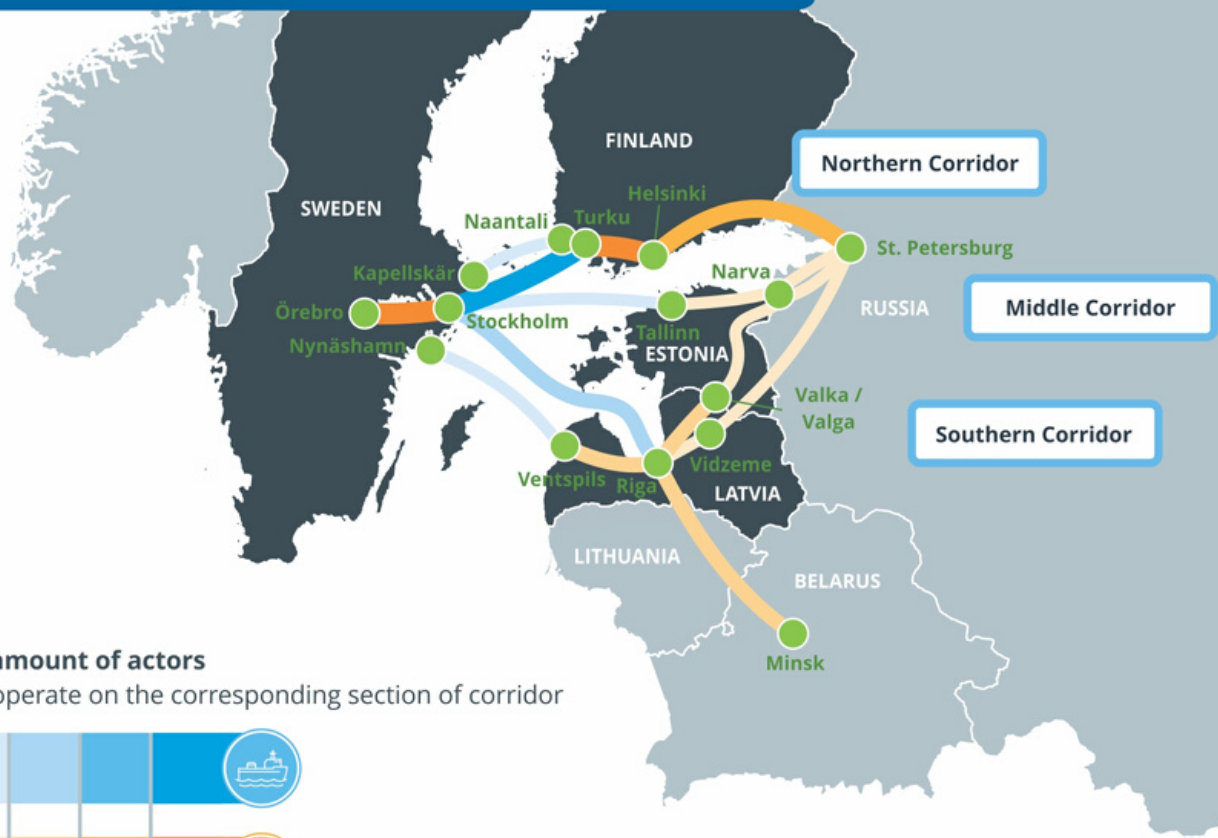 FINLAND
Northern Corridor
Helsinki
SWEDEN
Naantali
Turku
St. Petersburg
Kapellskär
Narva
Örebro
Stockholm
RUSSIA
Middle Corridor
Tallinn
Nynäshamn
ESTONIA
Valka /
Valga
Southern Corridor
Ventspils
Riga
Vidzeme
LATVIA
LITHUANIA
BELARUS
Minsk
amount of actors
operate on the corresponding section of corridor